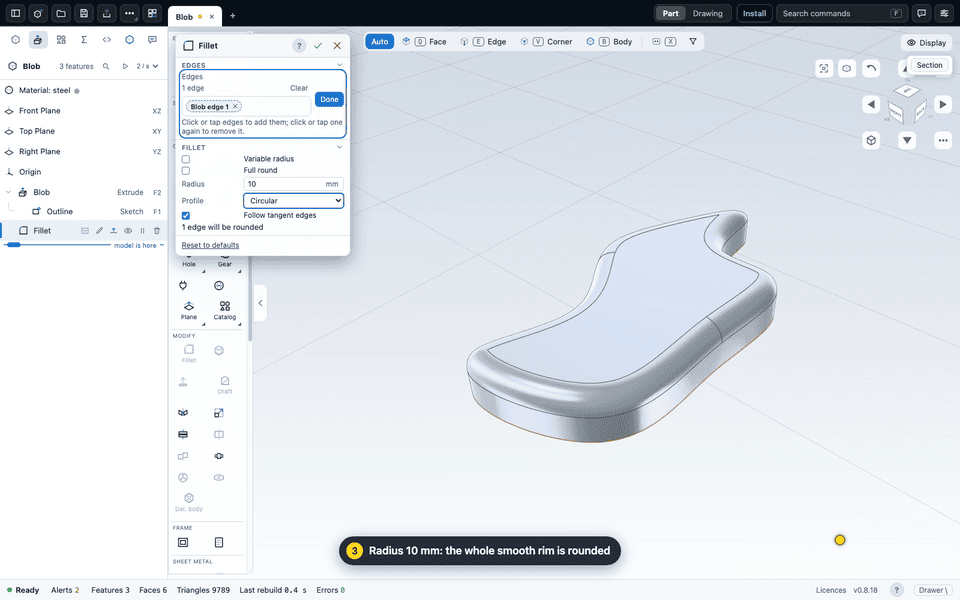 Blob
Part
Drawing
Install
Search commands
F
Blob
3 features
2 / s
Material: steel
Front Plane
XZ
Top Plane
XY
Right Plane
YZ
Origin
Blob
Extrude
F2
Outline
Sketch
F1
Fillet
model is here
Fillet
?
EDGES
Edges
1 edge
Clear
Blob edge 1
Done
Click or tap edges to add them; click or tap one
again to remove it.
FILLET
Variable radius
Full round
Radius
10
mm
Profile
Circular
Follow tangent edges
1 edge will be rounded
Reset to defaults
Hole
Gear
Plane
Catalog
MODIFY
Fillet
Draft
Del. body
FRAME
SHEET METAL
Auto
Q
Face
E
Edge
V
Corner
B
Body
X
Display
Section
3
Radius 10 mm: the whole smooth rim is rounded
Ready
Alerts 2
Features 3
Faces 6
Triangles 9789
Last rebuild 0.4 s
Errors 0
Licences
v0.8.18
?
Drawer \